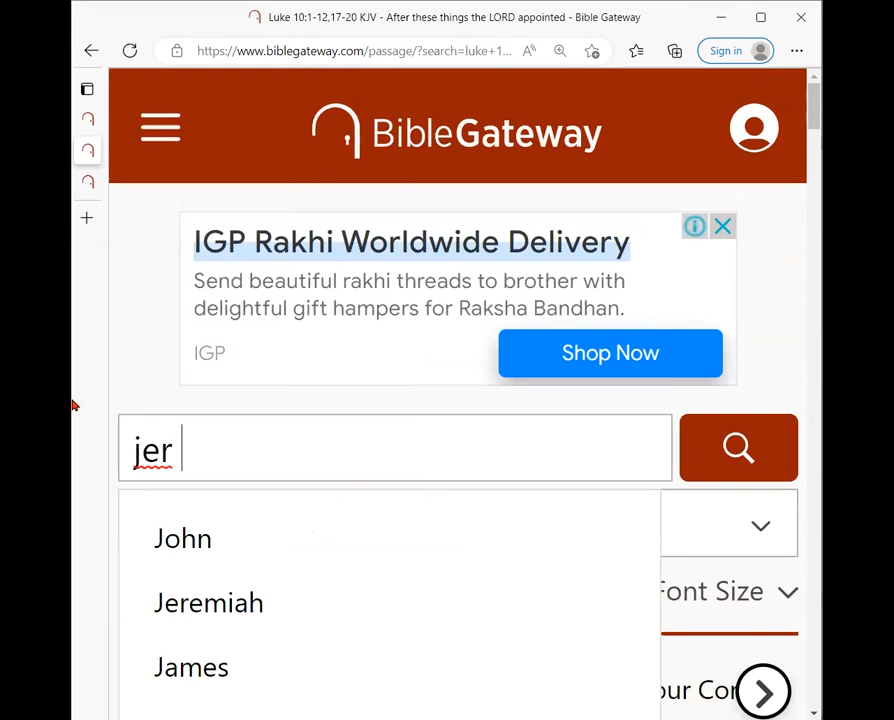 Luke 10:1-12,17-20 KJV - After these things the LORD appointed - Bible Gateway
https://www.biblegateway.com/passage/?search=luke+1...
Sign in
BibleGateway
IGP Rakhi Worldwide Delivery
Send beautiful rakhi threads to brother with
delightful gift hampers for Raksha Bandhan.
IGP
Shop Now
jer
John
Jeremiah
Font Size
James